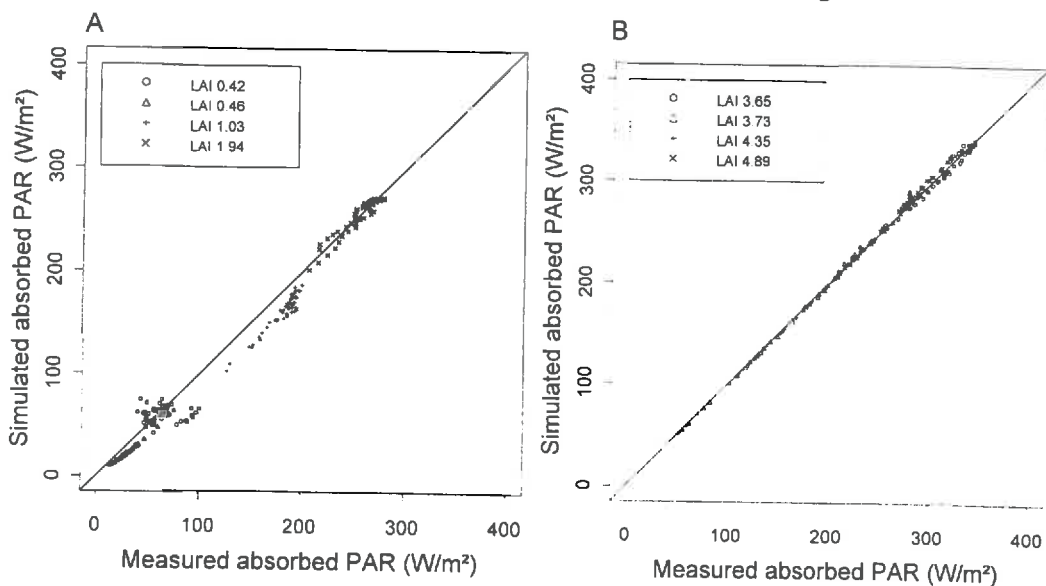 A
Simulated absorbed PAR (W/m²)
400
300
200
100
0
LAI 0.42
LAI 0.46
LAI 1.03
LAI 1 94
0
100
200
300
400
Measured absorbed PAR (W/m²)
B
Simulated absorbed PAR (W/m²)
400
300
200
100
0
LAI 3.65
LAI 3.73
LAI 4 35
LAI 4.89
0
100
200
300
400
Measured absorbed PAR (W/m²)